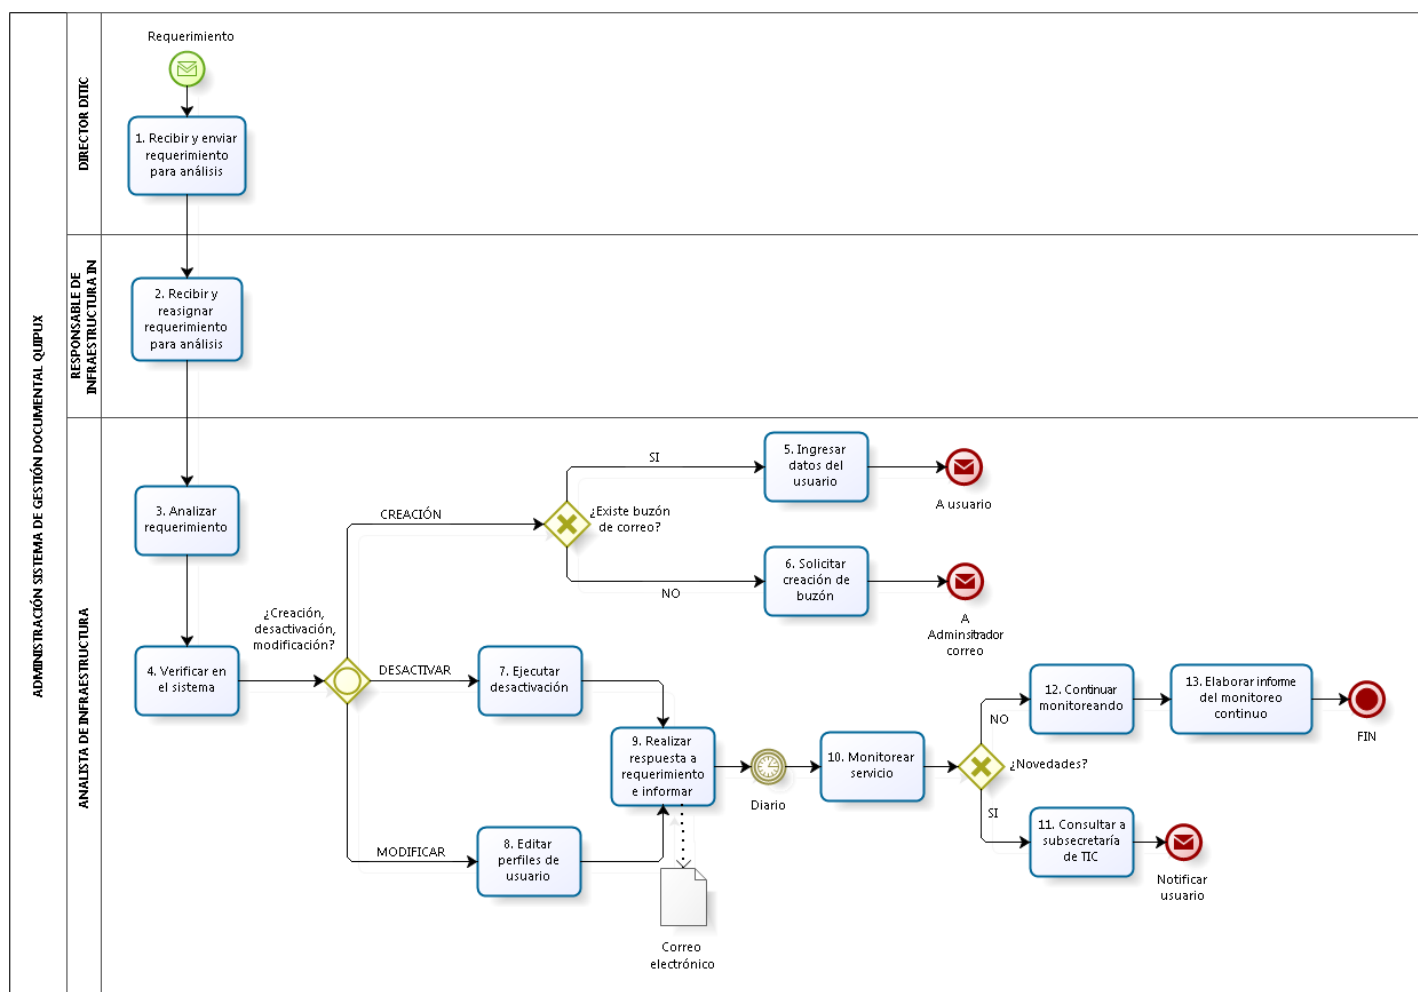 ADMINISTRACIÓN SISTEMA DE GESTIÓN DOCUMENTAL QUIPUX
DIRECTOR DITIC
Requerimiento
1. Recibir y enviar
requerimiento
para análisis
RESPONSABLE DE
INFRAESTRUCTURA IN
2. Recibir y
reasignar
requerimiento
para análisis
ANALISTA DE INFRAESTRUCTURA
3. Analizar
requerimiento
4. Verificar en
el sistema
¿Creación,
desactivación,
modificación?
CREACIÓN
¿Existe buzón
de correo?
SI
5. Ingresar
datos del
usuario
A usuario
NO
6. Solicitar
creación de
buzón
A
Adminsitrador
correo
DESACTIVAR
7. Ejecutar
desactivación
MODIFICAR
8. Editar
perfiles de
usuario
9. Realizar
respuesta a
requerimiento
e informar
Correo
electrónico
Diario
10. Monitorear
servicio
¿Novedades?
NO
12. Continuar
monitoreando
13. Elaborar informe
del monitoreo
continuo
FIN
SI
11. Consultar a
subsecretaría
de TIC
Notificar
usuario